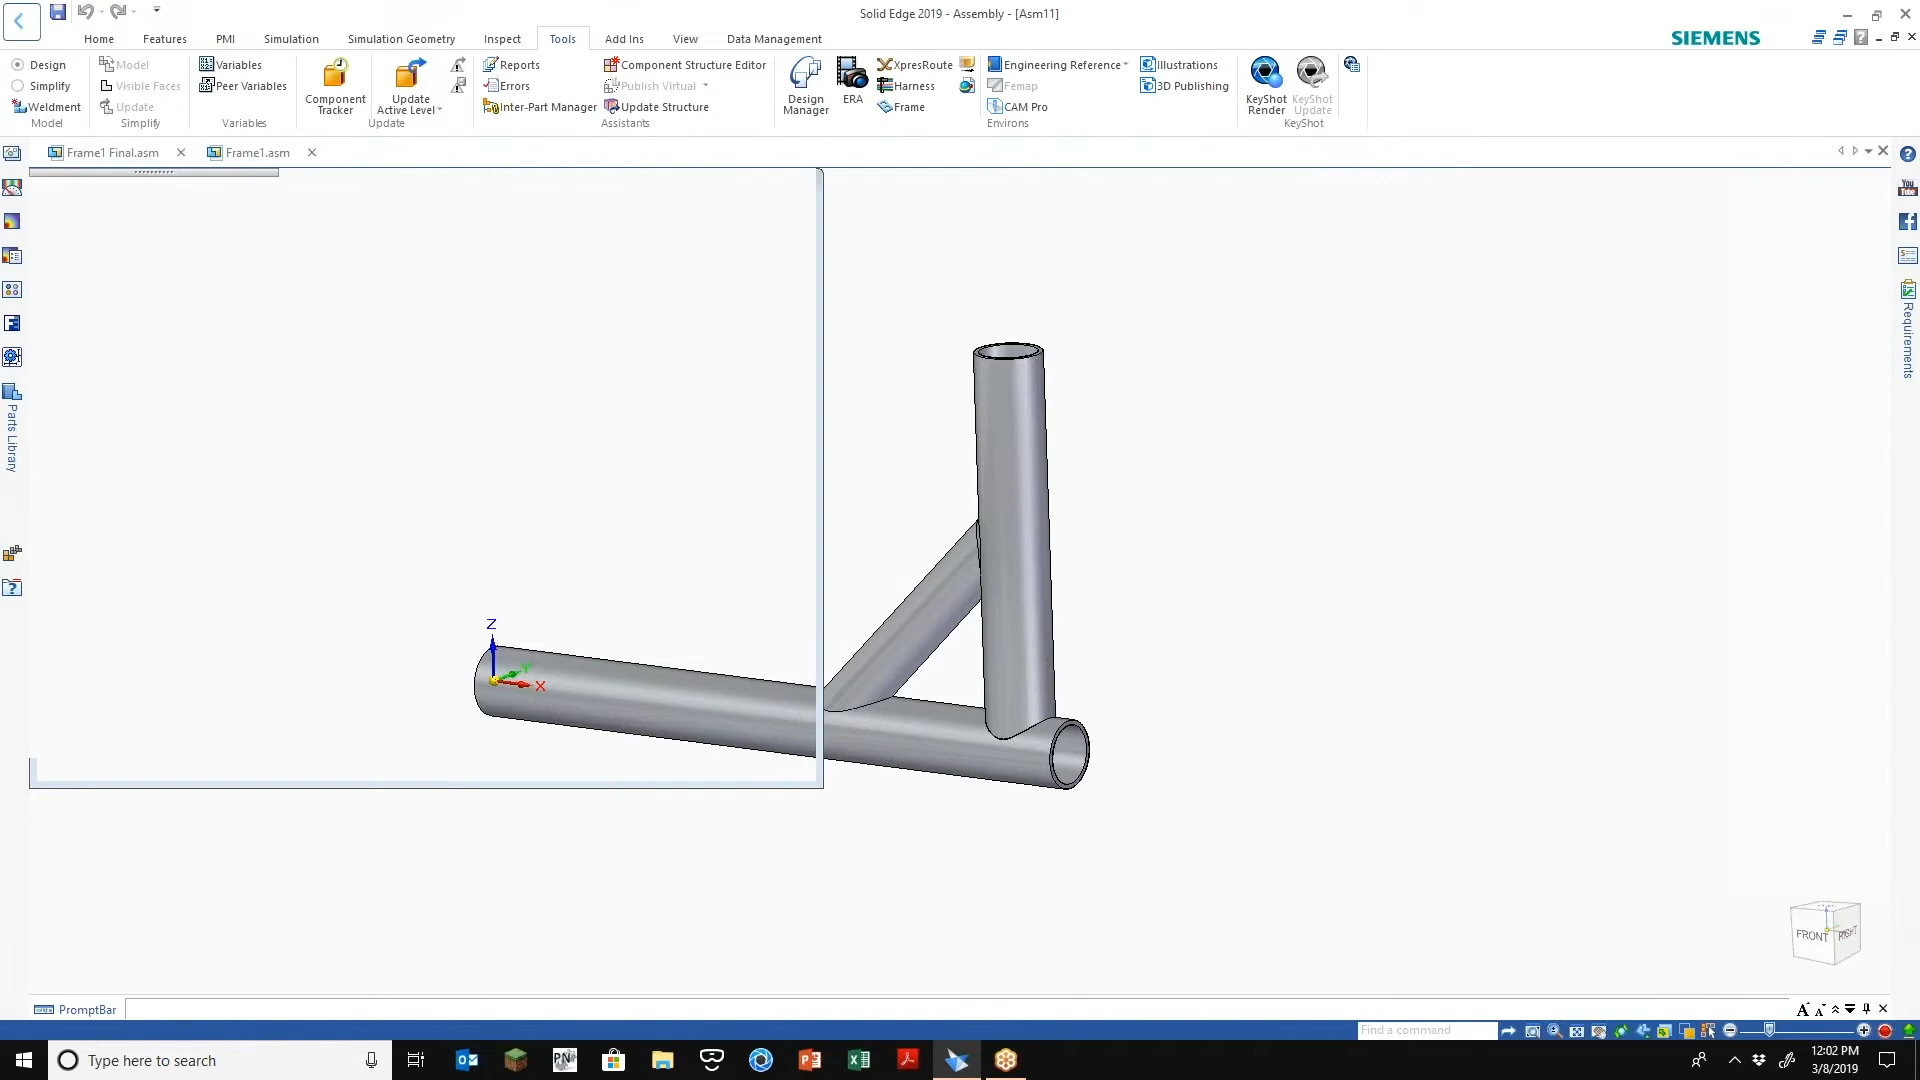 Solid Edge 2019 - Assembly - [Asm11]
Home Features PMI Simulation Simulation Geometry Inspect Tools Add Ins View Data Management
SIEMENS
Design Model Variables Reports Component Structure Editor XpresRoute Engineering Reference Illustrations
Simplify Visible Faces Peer Variables Errors Publish Virtual Harness Femap 3D Publishing
Weldment Update Inter-Part Manager Update Structure Frame CAM Pro
Component Tracker
Update Active Level
Design Manager
ERA
KeyShot Render
KeyShot Update
Model Simplify Variables Update Assistants Environs KeyShot
Frame1 Final.asm Frame1.asm
You
Tube
Parts Library
Requirements
Z
Y
X
FRONT RIGHT
PromptBar
Find a command
Type here to search
PN
12:02 PM
3/8/2019